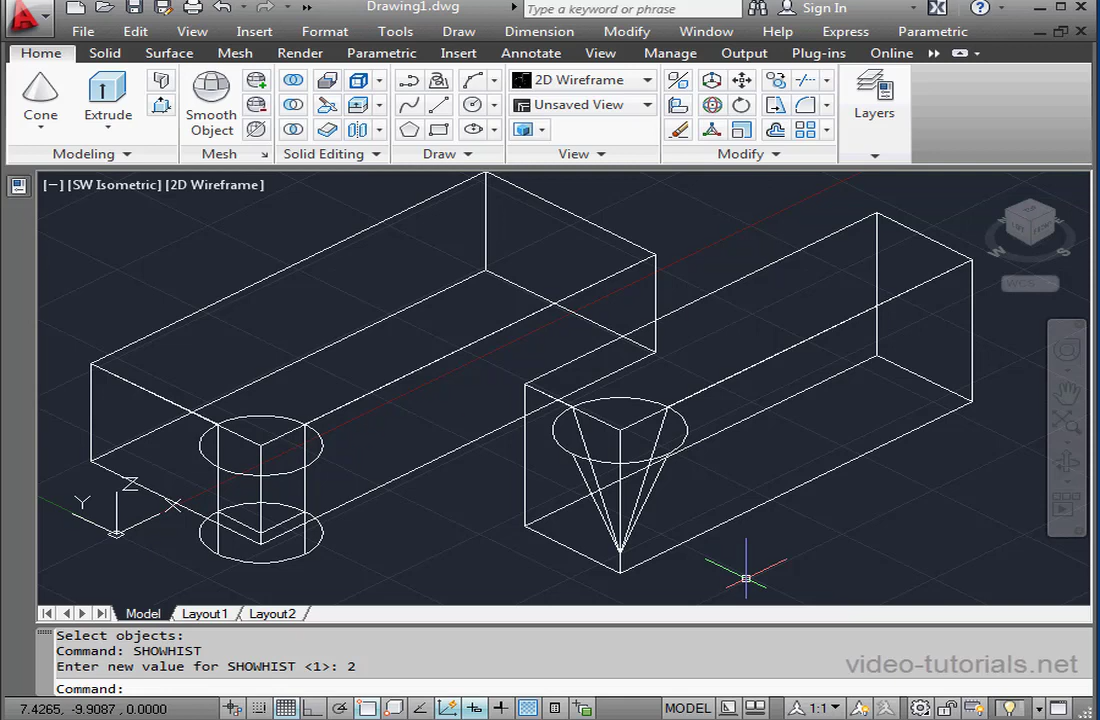 Drawing1.dwg
Type a keyword or phrase
Sign In
File Edit View Insert Format Tools Draw Dimension Modify Window Help Express Parametric
Home Solid Surface Mesh Render Parametric Insert Annotate View Manage Output Plug-ins Online
2D Wireframe
Unsaved View
Cone Extrude Smooth Object Layers
Modeling Mesh Solid Editing Draw View Modify
[−] [SW Isometric] [2D Wireframe]
W S
WCS
Y Z X
Model Layout1 Layout2
Select objects:
Command: SHOWHIST
Enter new value for SHOWHIST <1>: 2
Command:
video-tutorials.net
7.4265, -9.9087 , 0.0000 MODEL 1:1